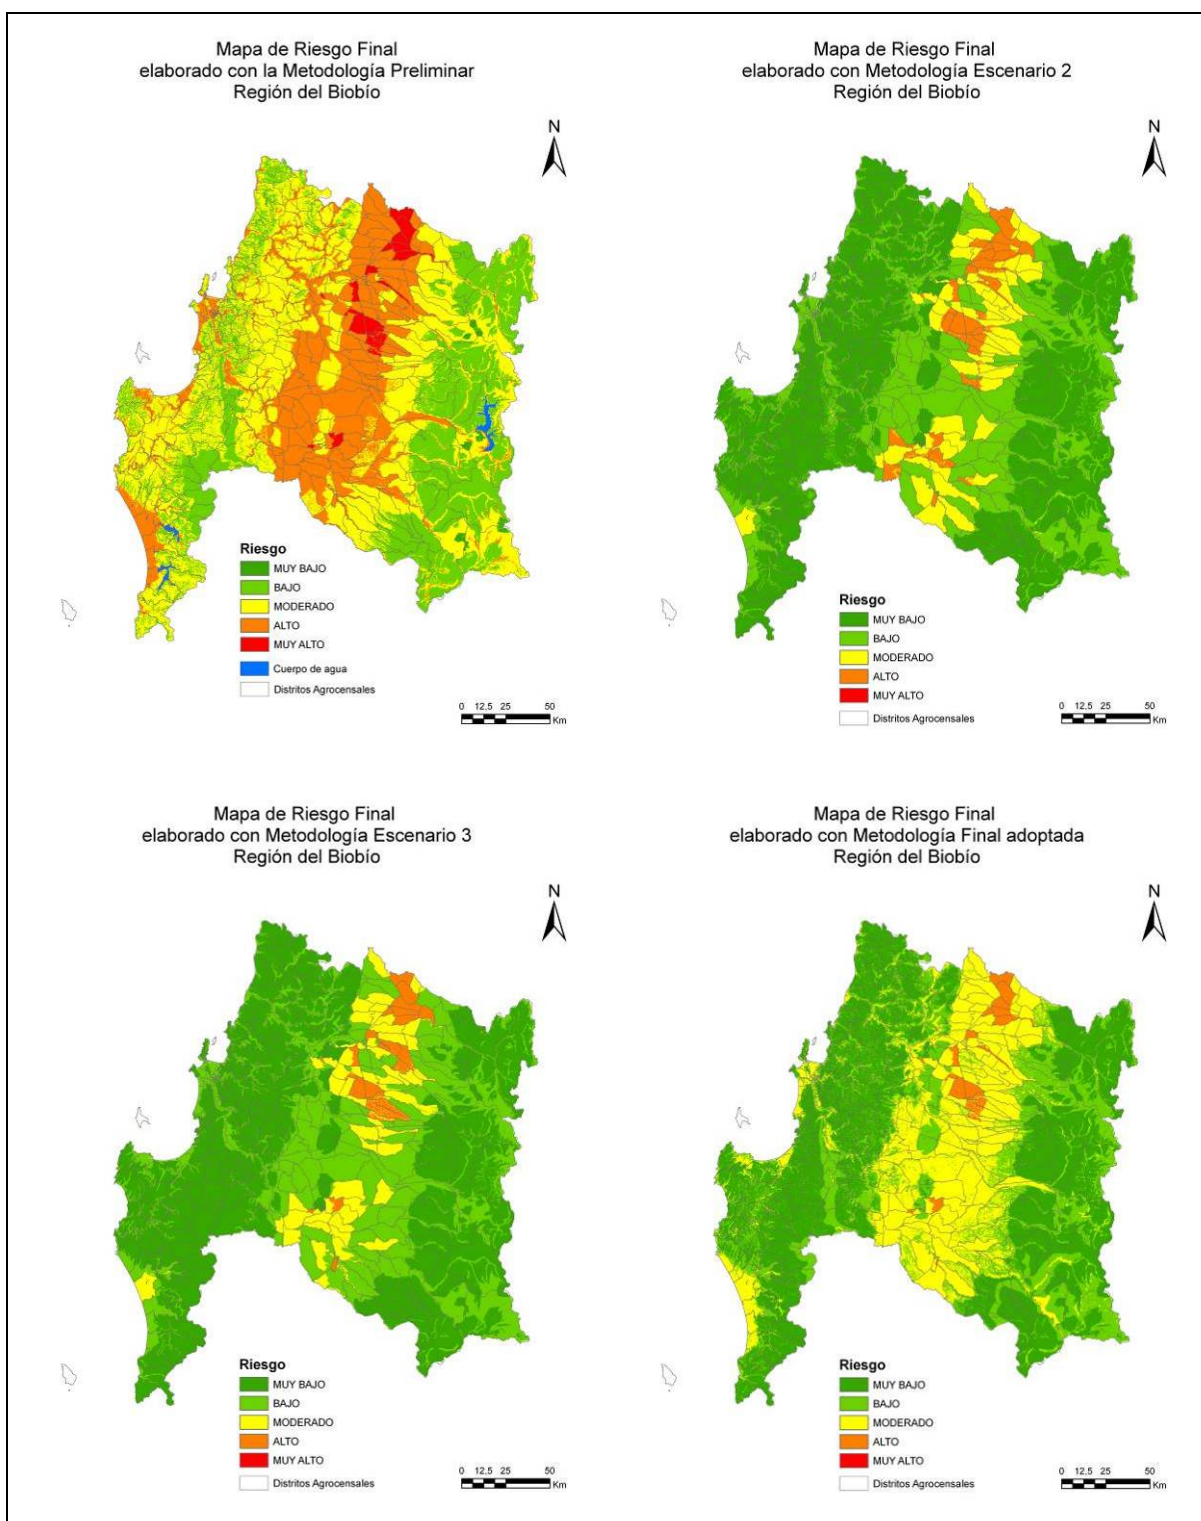 Mapa de Riesgo Final
elaborado con la Metodología Preliminar
Región del Biobío
N
Riesgo
MUY BAJO
BAJO
MODERADO
ALTO
MUY ALTO
Cuerpo de agua
Distritos Agrocensales
0 12,5 25 50
Km
Mapa de Riesgo Final
elaborado con Metodología Escenario 2
Región del Biobío
N
Riesgo
MUY BAJO
BAJO
MODERADO
ALTO
MUY ALTO
Distritos Agrocensales
0 12,5 25 50
Km
Mapa de Riesgo Final
elaborado con Metodología Escenario 3
Región del Biobío
N
Riesgo
MUY BAJO
BAJO
MODERADO
ALTO
MUY ALTO
Distritos Agrocensales
0 12,5 25 50
Km
Mapa de Riesgo Final
elaborado con Metodología Final adoptada
Región del Biobío
N
Riesgo
MUY BAJO
BAJO
MODERADO
ALTO
MUY ALTO
Distritos Agrocensales
0 12,5 25 50
Km